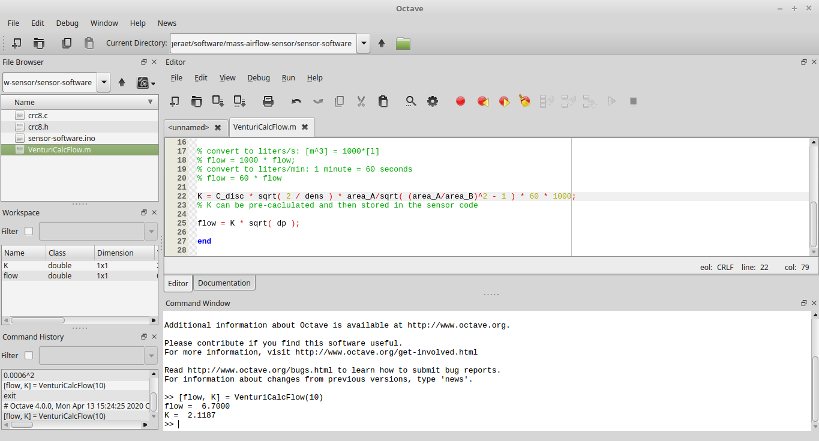 Octave
File Edit Debug Window Help News
Current Directory: geraet/software/mass-airflow-sensor/sensor-software
File Browser
w-sensor/sensor-software
Name
crc8.c
crc8.h
sensor-software.ino
VenturiCalcFlow.m
Workspace
Filter
Name Class Dimension
K double 1x1
flow double 1x1
Command History
Filter
0.0006^2
[flow, K] = VenturiCalcFlow(10)
exit
# Octave 4.0.0, Mon Apr 13 15:24:25 2020 C
[flow, K] = VenturiCalcFlow(10)
Editor
File Edit View Debug Run Help
<unnamed> VenturiCalcFlow.m
16
17 % convert to liters/s: [m^3] = 1000*[l]
18 % flow = 1000 * flow;
19 % convert to liters/min: 1 minute = 60 seconds
20 % flow = 60 * flow
21
22 K = C_disc * sqrt( 2 / dens ) * area_A/sqrt( (area_A/area_B)^2 - 1 ) * 60 * 1000;
23 % K can be pre-caclulated and then stored in the sensor code
24
25 flow = K * sqrt( dp );
26
27 end
28
eol: CRLF line: 22 col: 79
Editor Documentation
Command Window
Additional information about Octave is available at http://www.octave.org.
Please contribute if you find this software useful.
For more information, visit http://www.octave.org/get-involved.html
Read http://www.octave.org/bugs.html to learn how to submit bug reports.
For information about changes from previous versions, type 'news'.
>> [flow, K] = VenturiCalcFlow(10)
flow = 6.7000
K = 2.1187
>>